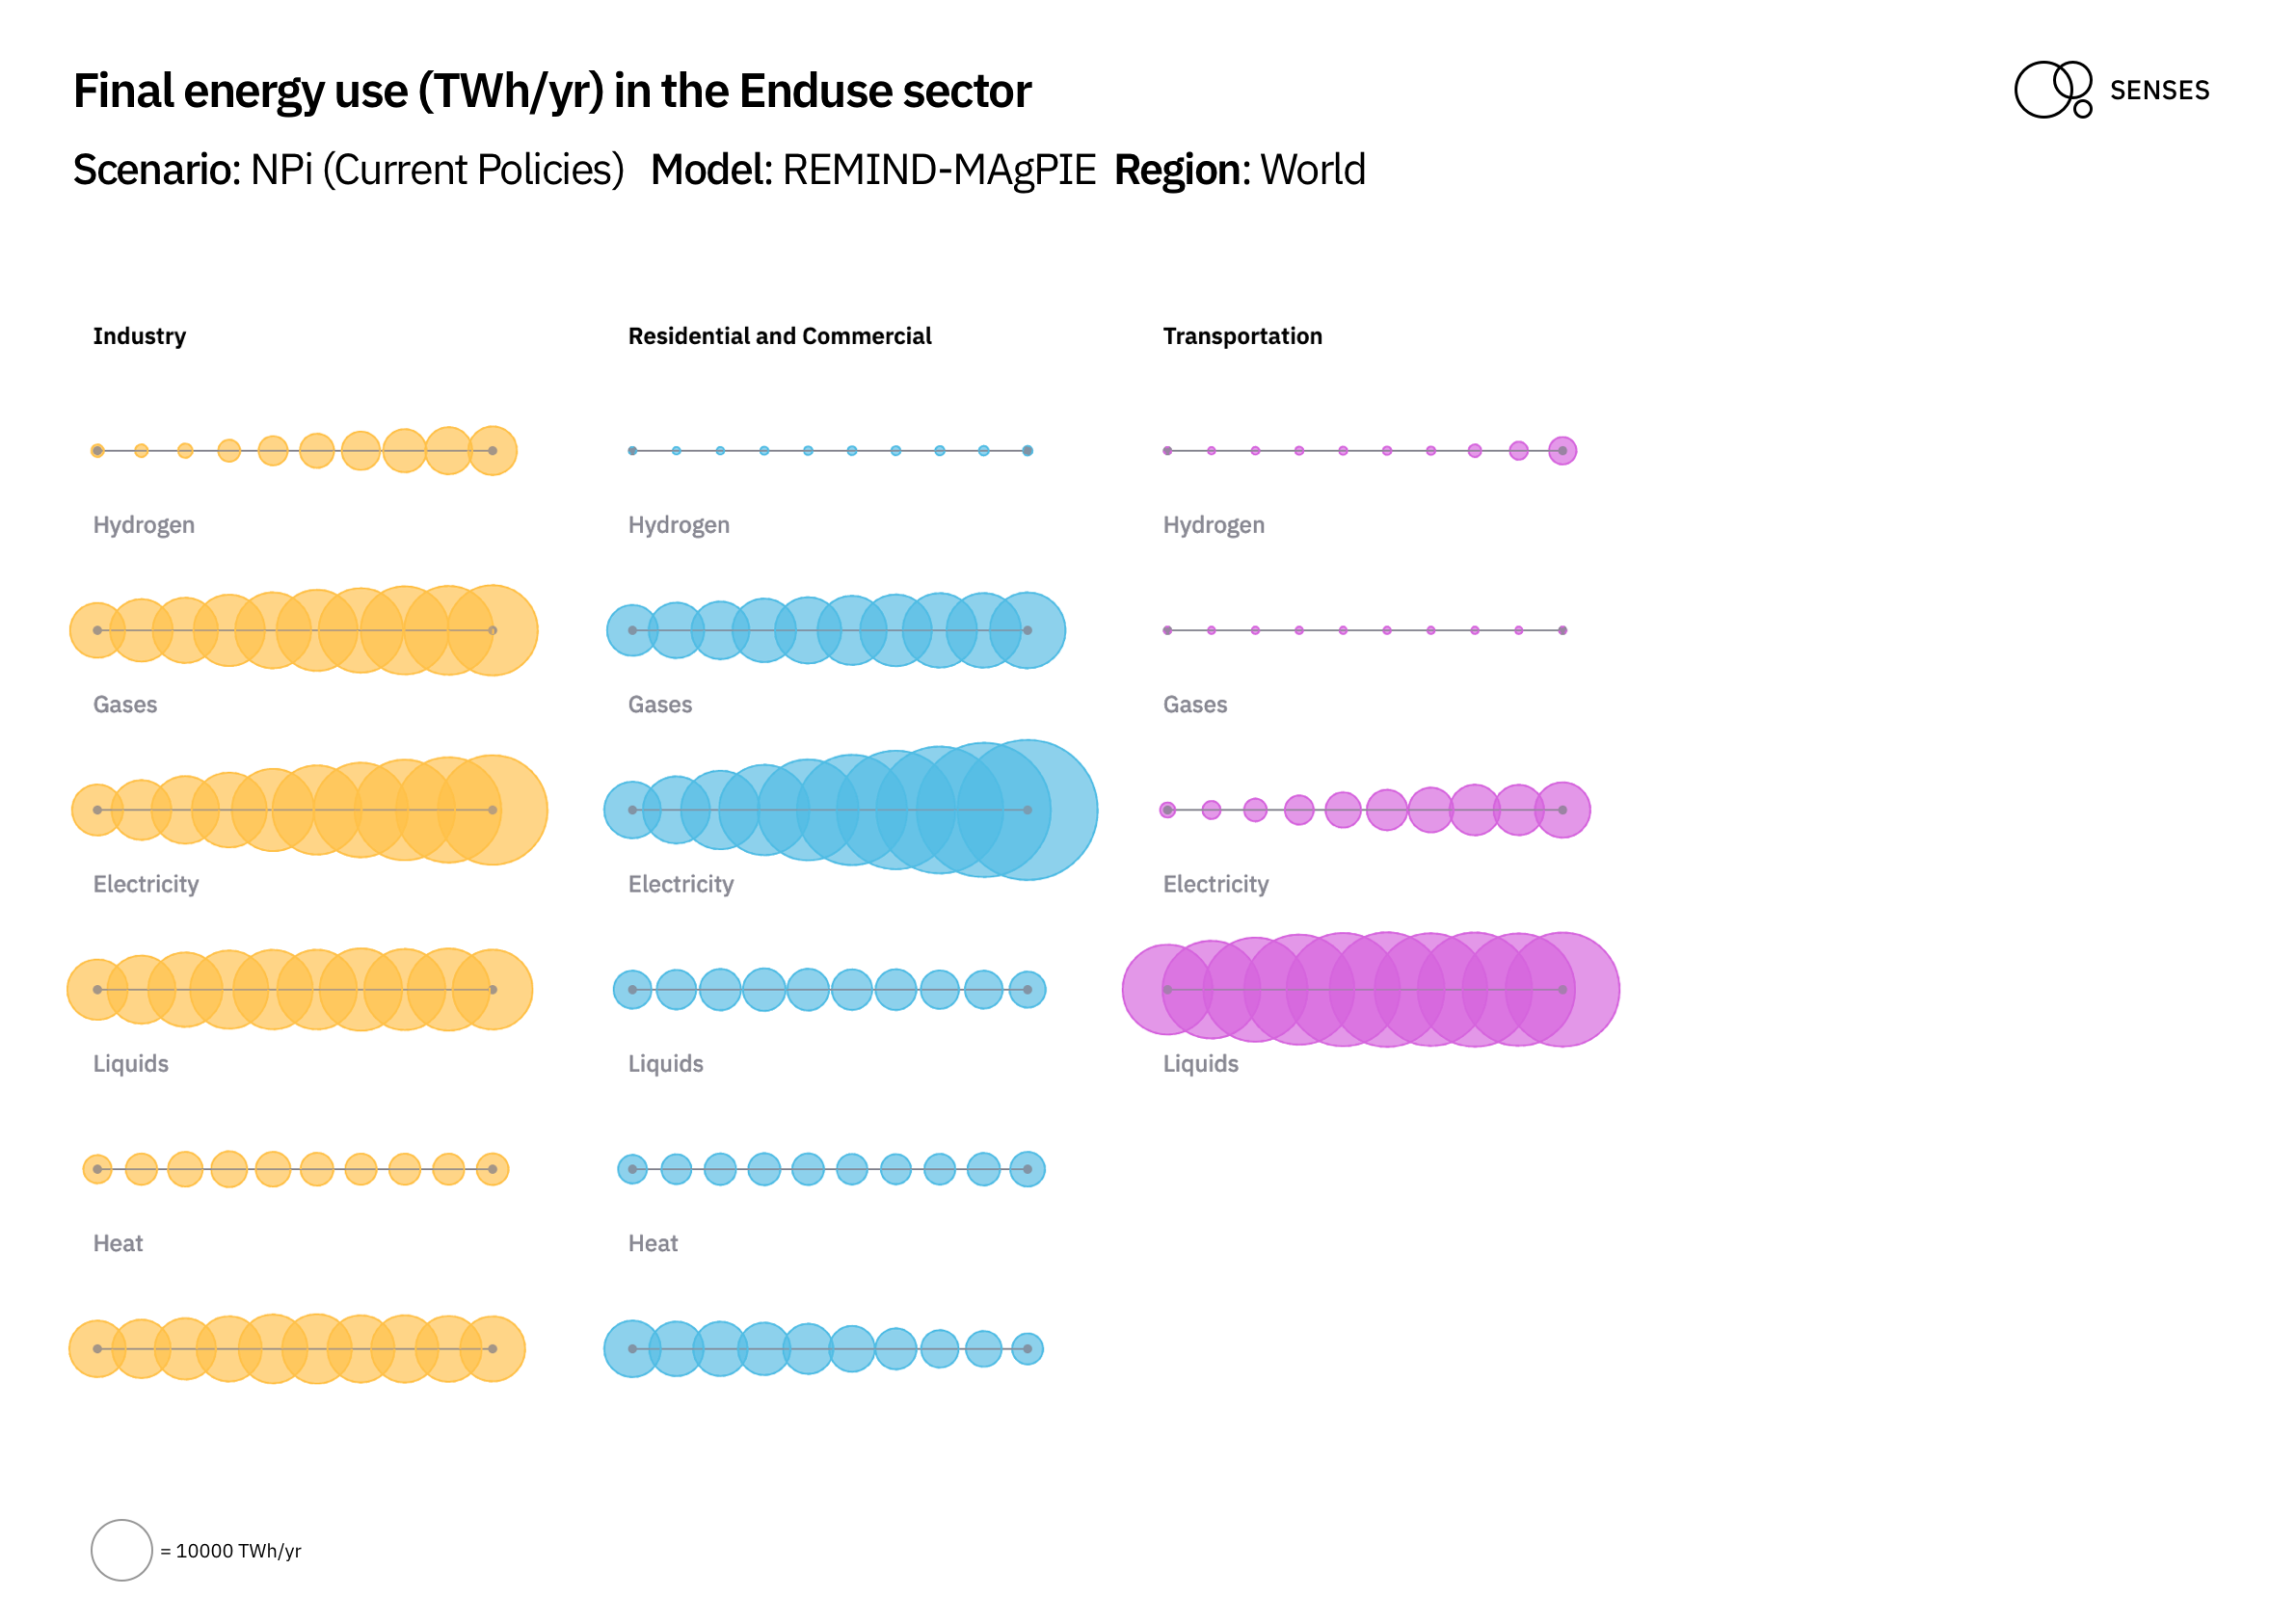 Final energy use (TWh/yr) in the Enduse sector
SENSES
Scenario: NPi (Current Policies) Model: REMIND-MAgPIE Region: World
Industry Residential and Commercial Transportation
Hydrogen Hydrogen Hydrogen
Gases Gases Gases
Electricity Electricity Electricity
Liquids Liquids Liquids
Heat Heat
= 10000 TWh/yr